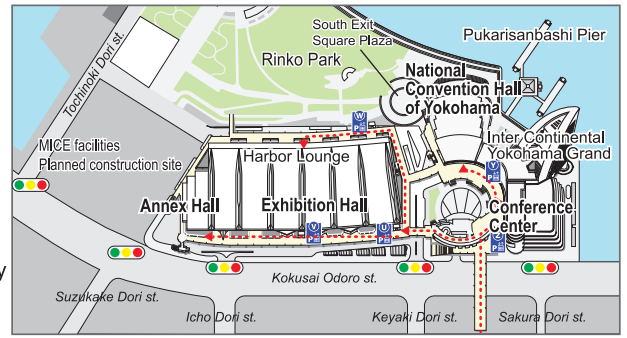 South Exit
Square Plaza
Pukarisanbashi Pier
Rinko Park
National
Convention Hall
of Yokohama
Tochinoki Dori st.
W
P
MICE facilities
Planned construction site
Harbor Lounge
Inter Continental
Yokohama Grand
Y
P
Annex Hall
Exhibition Hall
Conference
Center
V
P
U
P
Z
P
Kokusai Odoro st.
y
Suzukake Dori st.
Icho Dori st.
Keyaki Dori st.
Sakura Dori st.